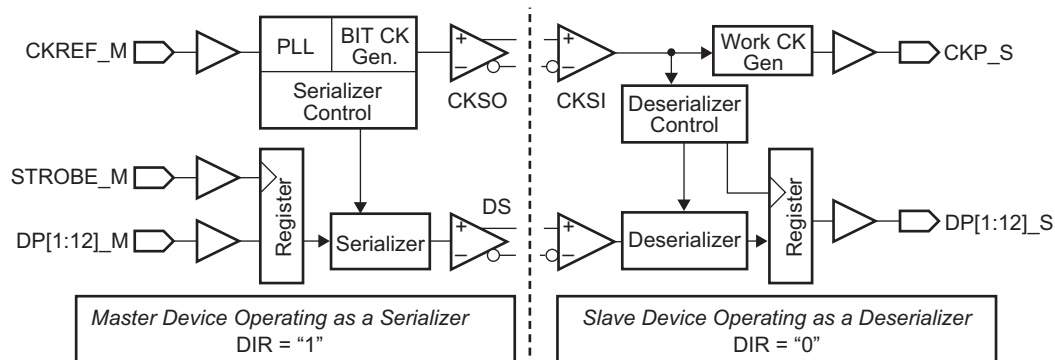 CKREF_M
PLL
BIT CK
Gen.
Serializer
Control
+
−
CKSO
+
−
CKSI
Work CK
Gen
CKP_S
Deserializer
Control
STROBE_M
DP[1:12]_M
Register
Serializer
DS
+
−
+
−
Deserializer
Register
DP[1:12]_S
Master Device Operating as a Serializer
DIR = “1”
Slave Device Operating as a Deserializer
DIR = “0”